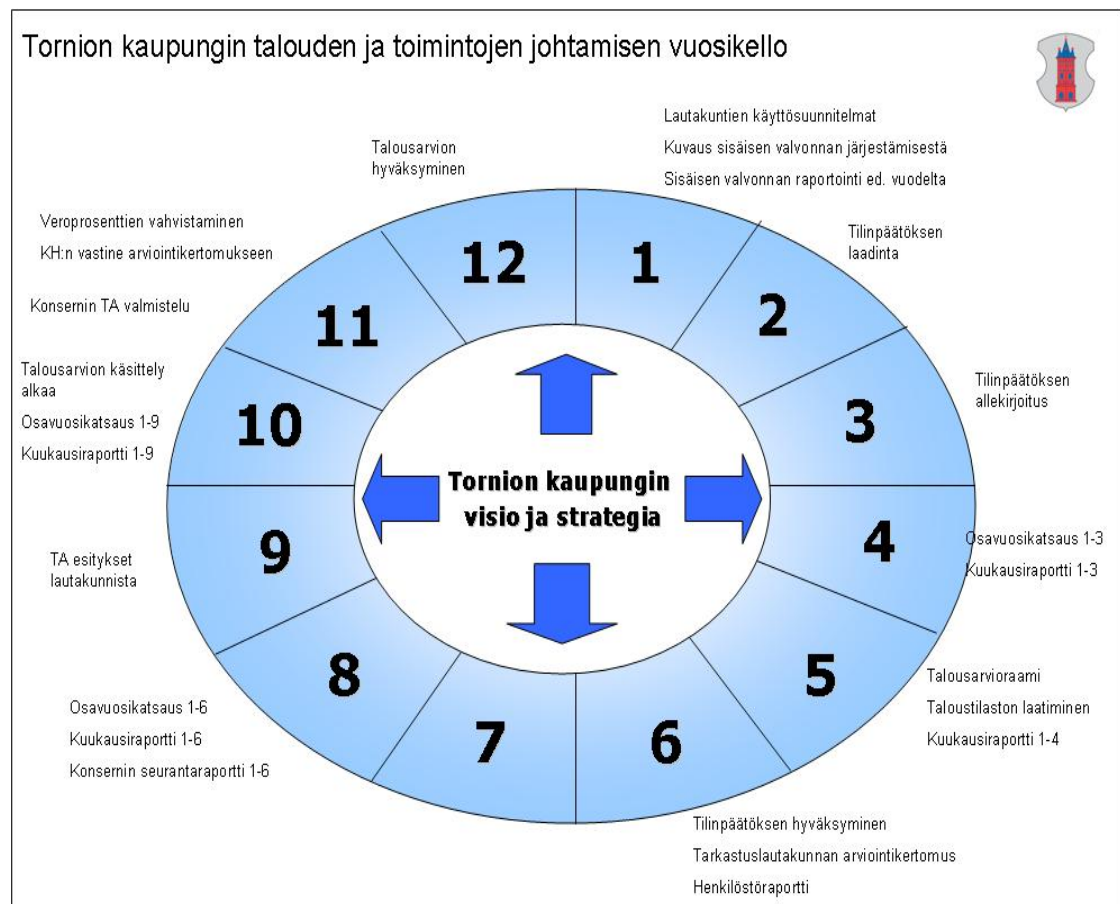 Tornion kaupungin talouden ja toimintojen johtamisen vuosikello
Lautakuntien käyttösuunnitelmat
Kuvaus sisäisen valvonnan järjestämisestä
Sisäisen valvonnan raportointi ed. vuodelta
Talousarvion
hyväksyminen
Veroprosenttien vahvistaminen
KH:n vastine arviointikertomukseen
Tilinpäätöksen
laadinta
12
1
Konsernin TA valmistelu
11
2
Talousarvion käsittely
alkaa
Osavuosikatsaus 1-9
Kuukausiraportti 1-9
10
3
Tilinpäätöksen
allekirjoitus
Tornion kaupungin
visio ja strategia
TA esitykset
lautakunnista
9
4
Osavuosikatsaus 1-3
Kuukausiraportti 1-3
8
5
Talousarvioraami
Taloustilaston laatiminen
Kuukausiraportti 1-4
Osavuosikatsaus 1-6
Kuukausiraportti 1-6
Konsernin seurantaraportti 1-6
7
6
Tilinpäätöksen hyväksyminen
Tarkastuslautakunnan arviointikertomus
Henkilöstöraportti